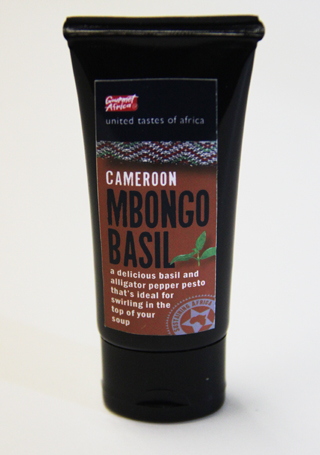 Gourmet
Africa
united tastes of africa
CAMEROON
MBONGO
BASIL
a delicious basil and
alligator pepper pesto
that's ideal for
swirling in the
top of your
soup